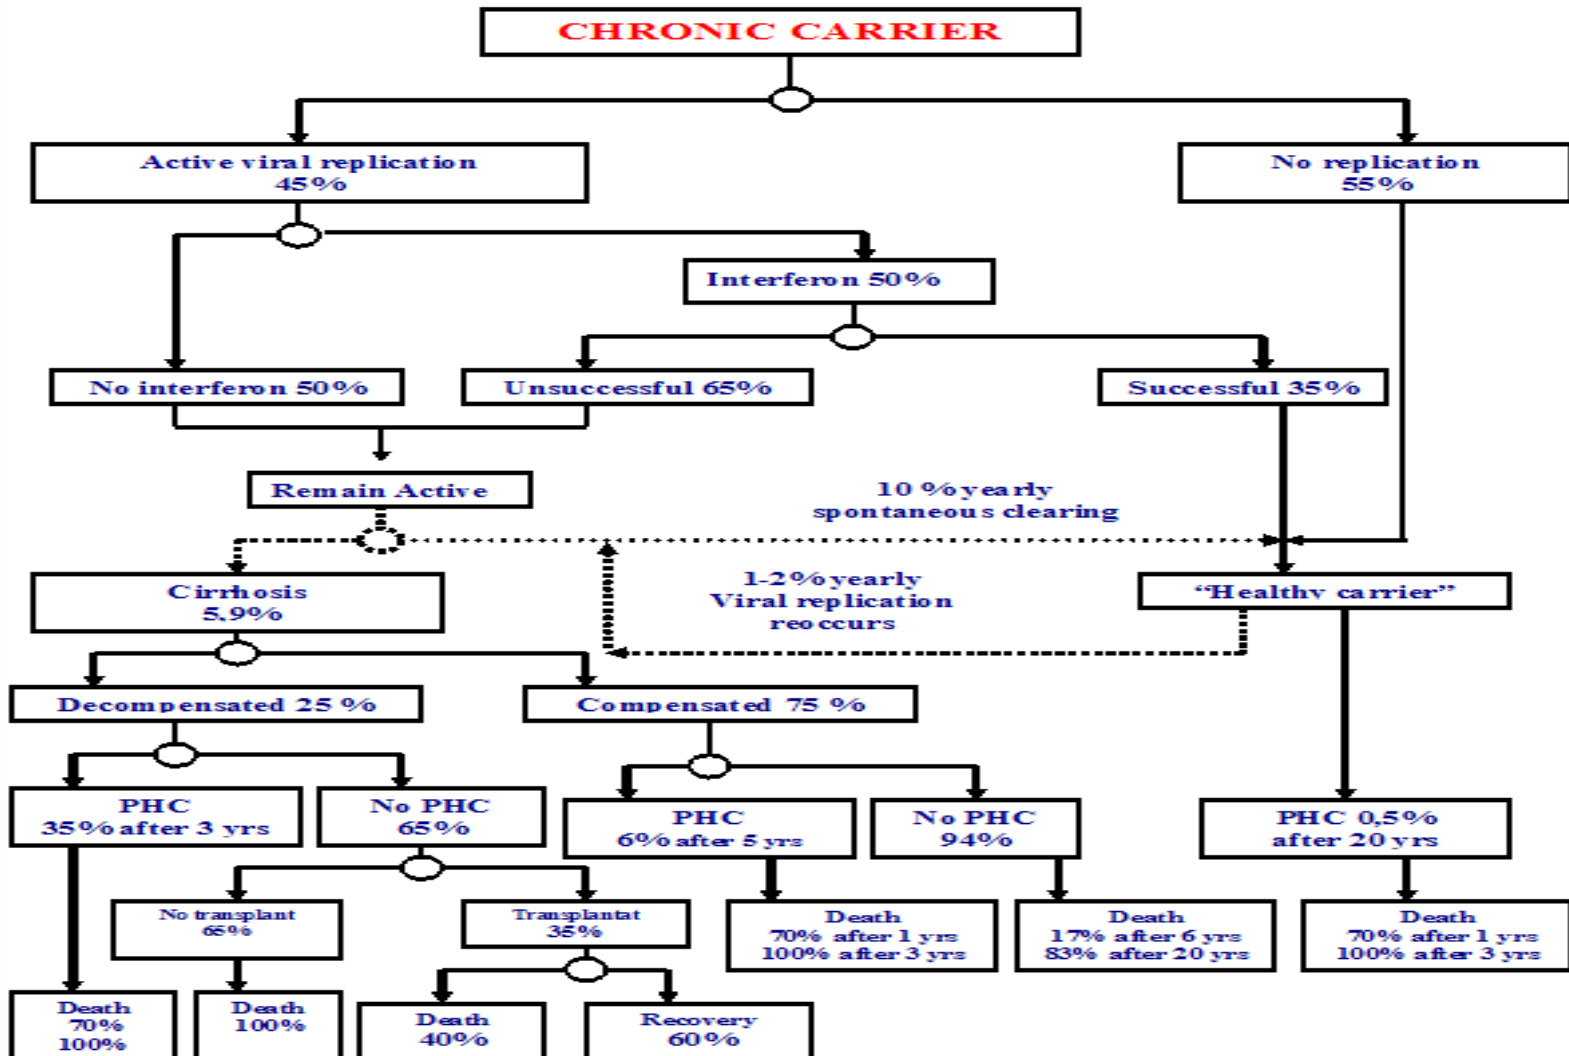 CHRONIC CARRIER
Active viral replication
45%
No replication
55%
Interferon 50%
No interferon 50%
Unsuccessful 65%
Successful 35%
Remain Active
10 % yearly
spontaneous clearing
Cirrhosis
5,9%
1-2% yearly
Viral replication
reoccurs
“Healthy carrier”
Decompensated 25 %
Compensated 75 %
PHC
35% after 3 yrs
No PHC
65%
PHC
6% after 5 yrs
No PHC
94%
PHC 0,5%
after 20 yrs
No transplant
65%
Transplantat
35%
Death
70% after 1 yrs
100% after 3 yrs
Death
17% after 6 yrs
83% after 20 yrs
Death
70% after 1 yrs
100% after 3 yrs
Death
70%
100%
Death
100%
Death
40%
Recovery
60%